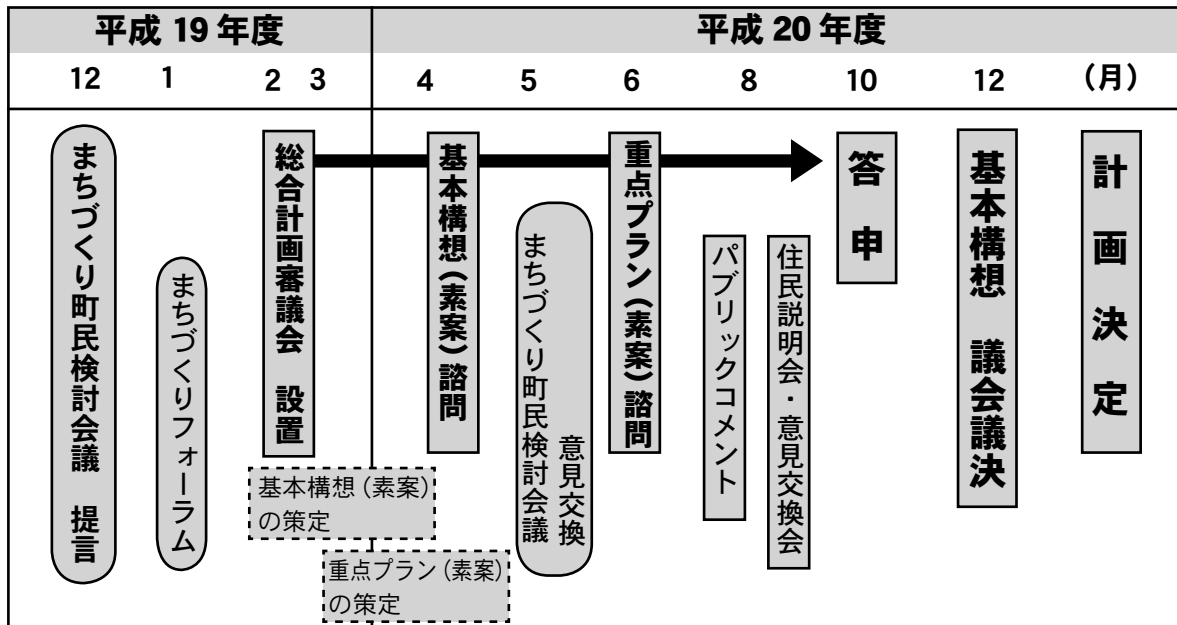 平成 19 年度
平成 20 年度
12
1
2
3
4
5
6
8
10
12
(月)
まちづくり町民検討会議 提言
まちづくりフォーラム
総合計画審議会 設置
基本構想(素案)諮問
まちづくり町民検討会議
意見交換
重点プラン(素案)諮問
パブリックコメント
住民説明会・意見交換会
答申
基本構想 議会議決
計画決定
基本構想(素案)
の策定
重点プラン(素案)
の策定